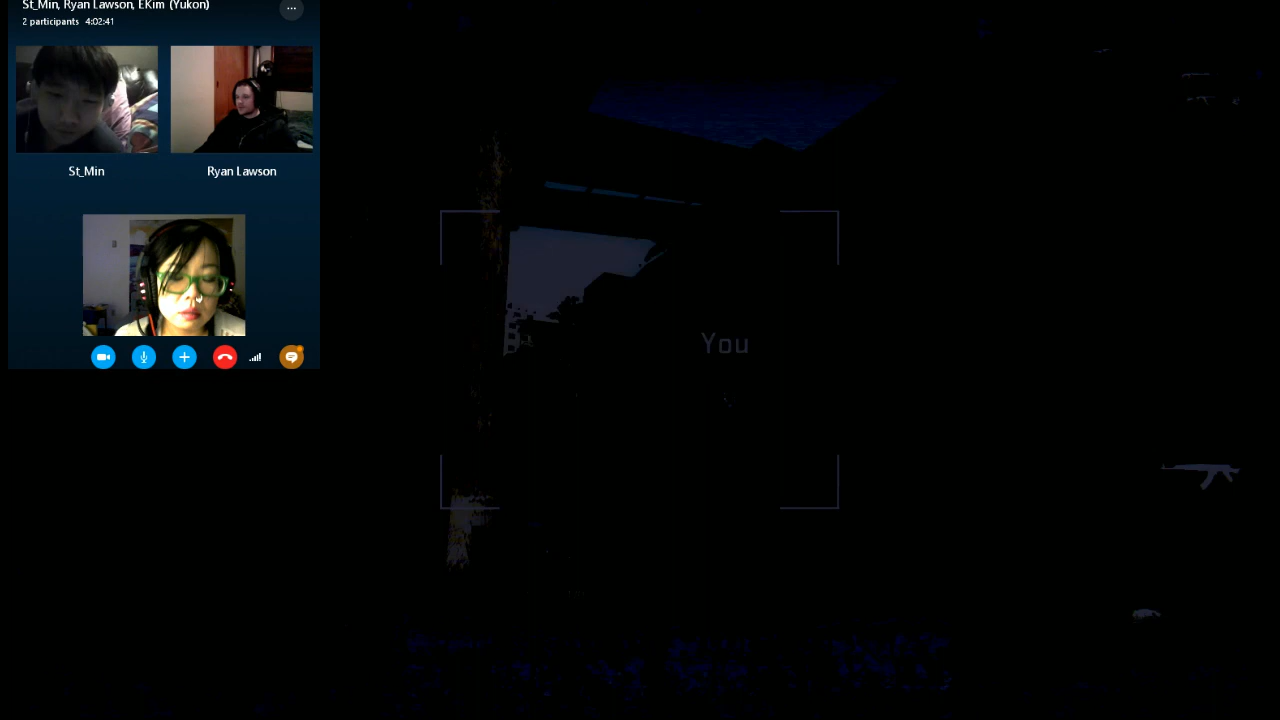 St_Min, Ryan Lawson, EKim (Yukon)
2 participants 4:02:41
St_Min
Ryan Lawson
You